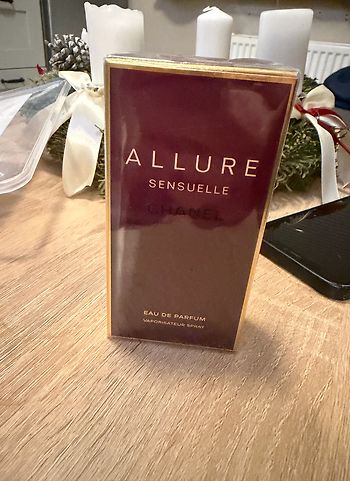 ALLURE
SENSUELLE
CHANEL
EAU DE PARFUM
VAPORISATEUR SPRAY